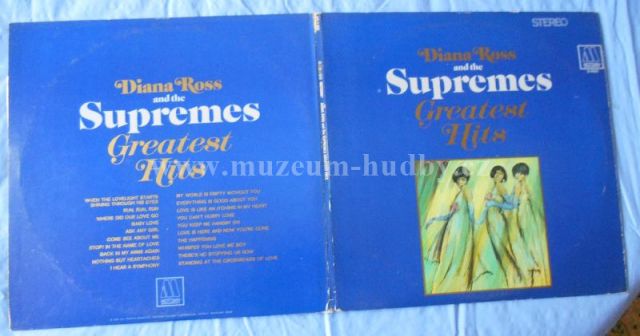 Diana Ross
and the
Supremes
Greatest
Hits
WHEN THE LOVELIGHT STARTS
SHINING THROUGH HIS EYES
RUN, RUN, RUN
WHERE DID OUR LOVE GO
BABY LOVE
ASK ANY GIRL
COME SEE ABOUT ME
STOP! IN THE NAME OF LOVE
BACK IN MY ARMS AGAIN
NOTHING BUT HEARTACHES
I HEAR A SYMPHONY
MY WORLD IS EMPTY WITHOUT YOU
EVERYTHING IS GOOD ABOUT YOU
LOVE IS LIKE AN ITCHING IN MY HEART
YOU CAN'T HURRY LOVE
YOU KEEP ME HANGIN' ON
LOVE IS HERE AND NOW YOU'RE GONE
THE HAPPENING
WHISPER YOU LOVE ME BOY
THERE'S NO STOPPING US NOW
STANDING AT THE CROSSROADS OF LOVE
M
STEREO
M
Diana Ross
and the
Supremes
Greatest
Hits
www.muzeum-hudby.cz